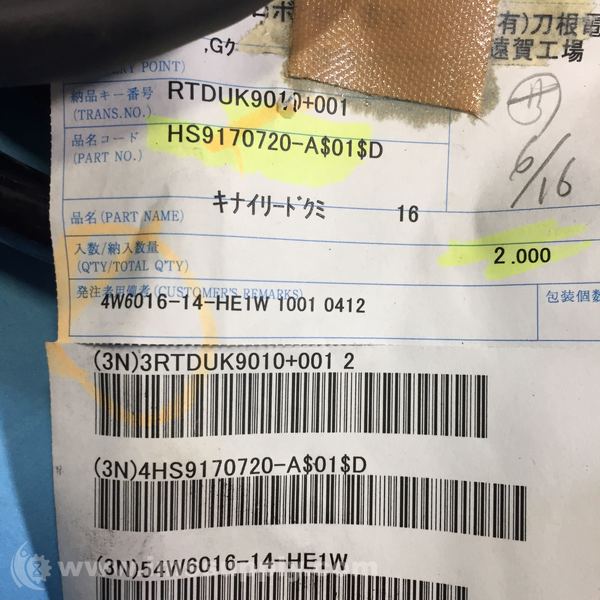 ロボ
有)刀根電
遠賀工場
,Gク
POINT)
納品キー番号 RTDUK9010+001
(TRANS.NO.)
品名コード HS9170720-A$01$D
(PART NO.)
6/16
品名(PART NAME) キナイリードクミ 16
入数/納入数量
(Q'TY/TOTAL Q'TY) 2.000
発注者用備考(CUSTOMER'S REMARKS) 包装個数
4W6016-14-HE1W 1001 0412
(3N)3RTDUK9010+001 2
(3N)4HS9170720-A$01$D
(3N)54W6016-14-HE1W